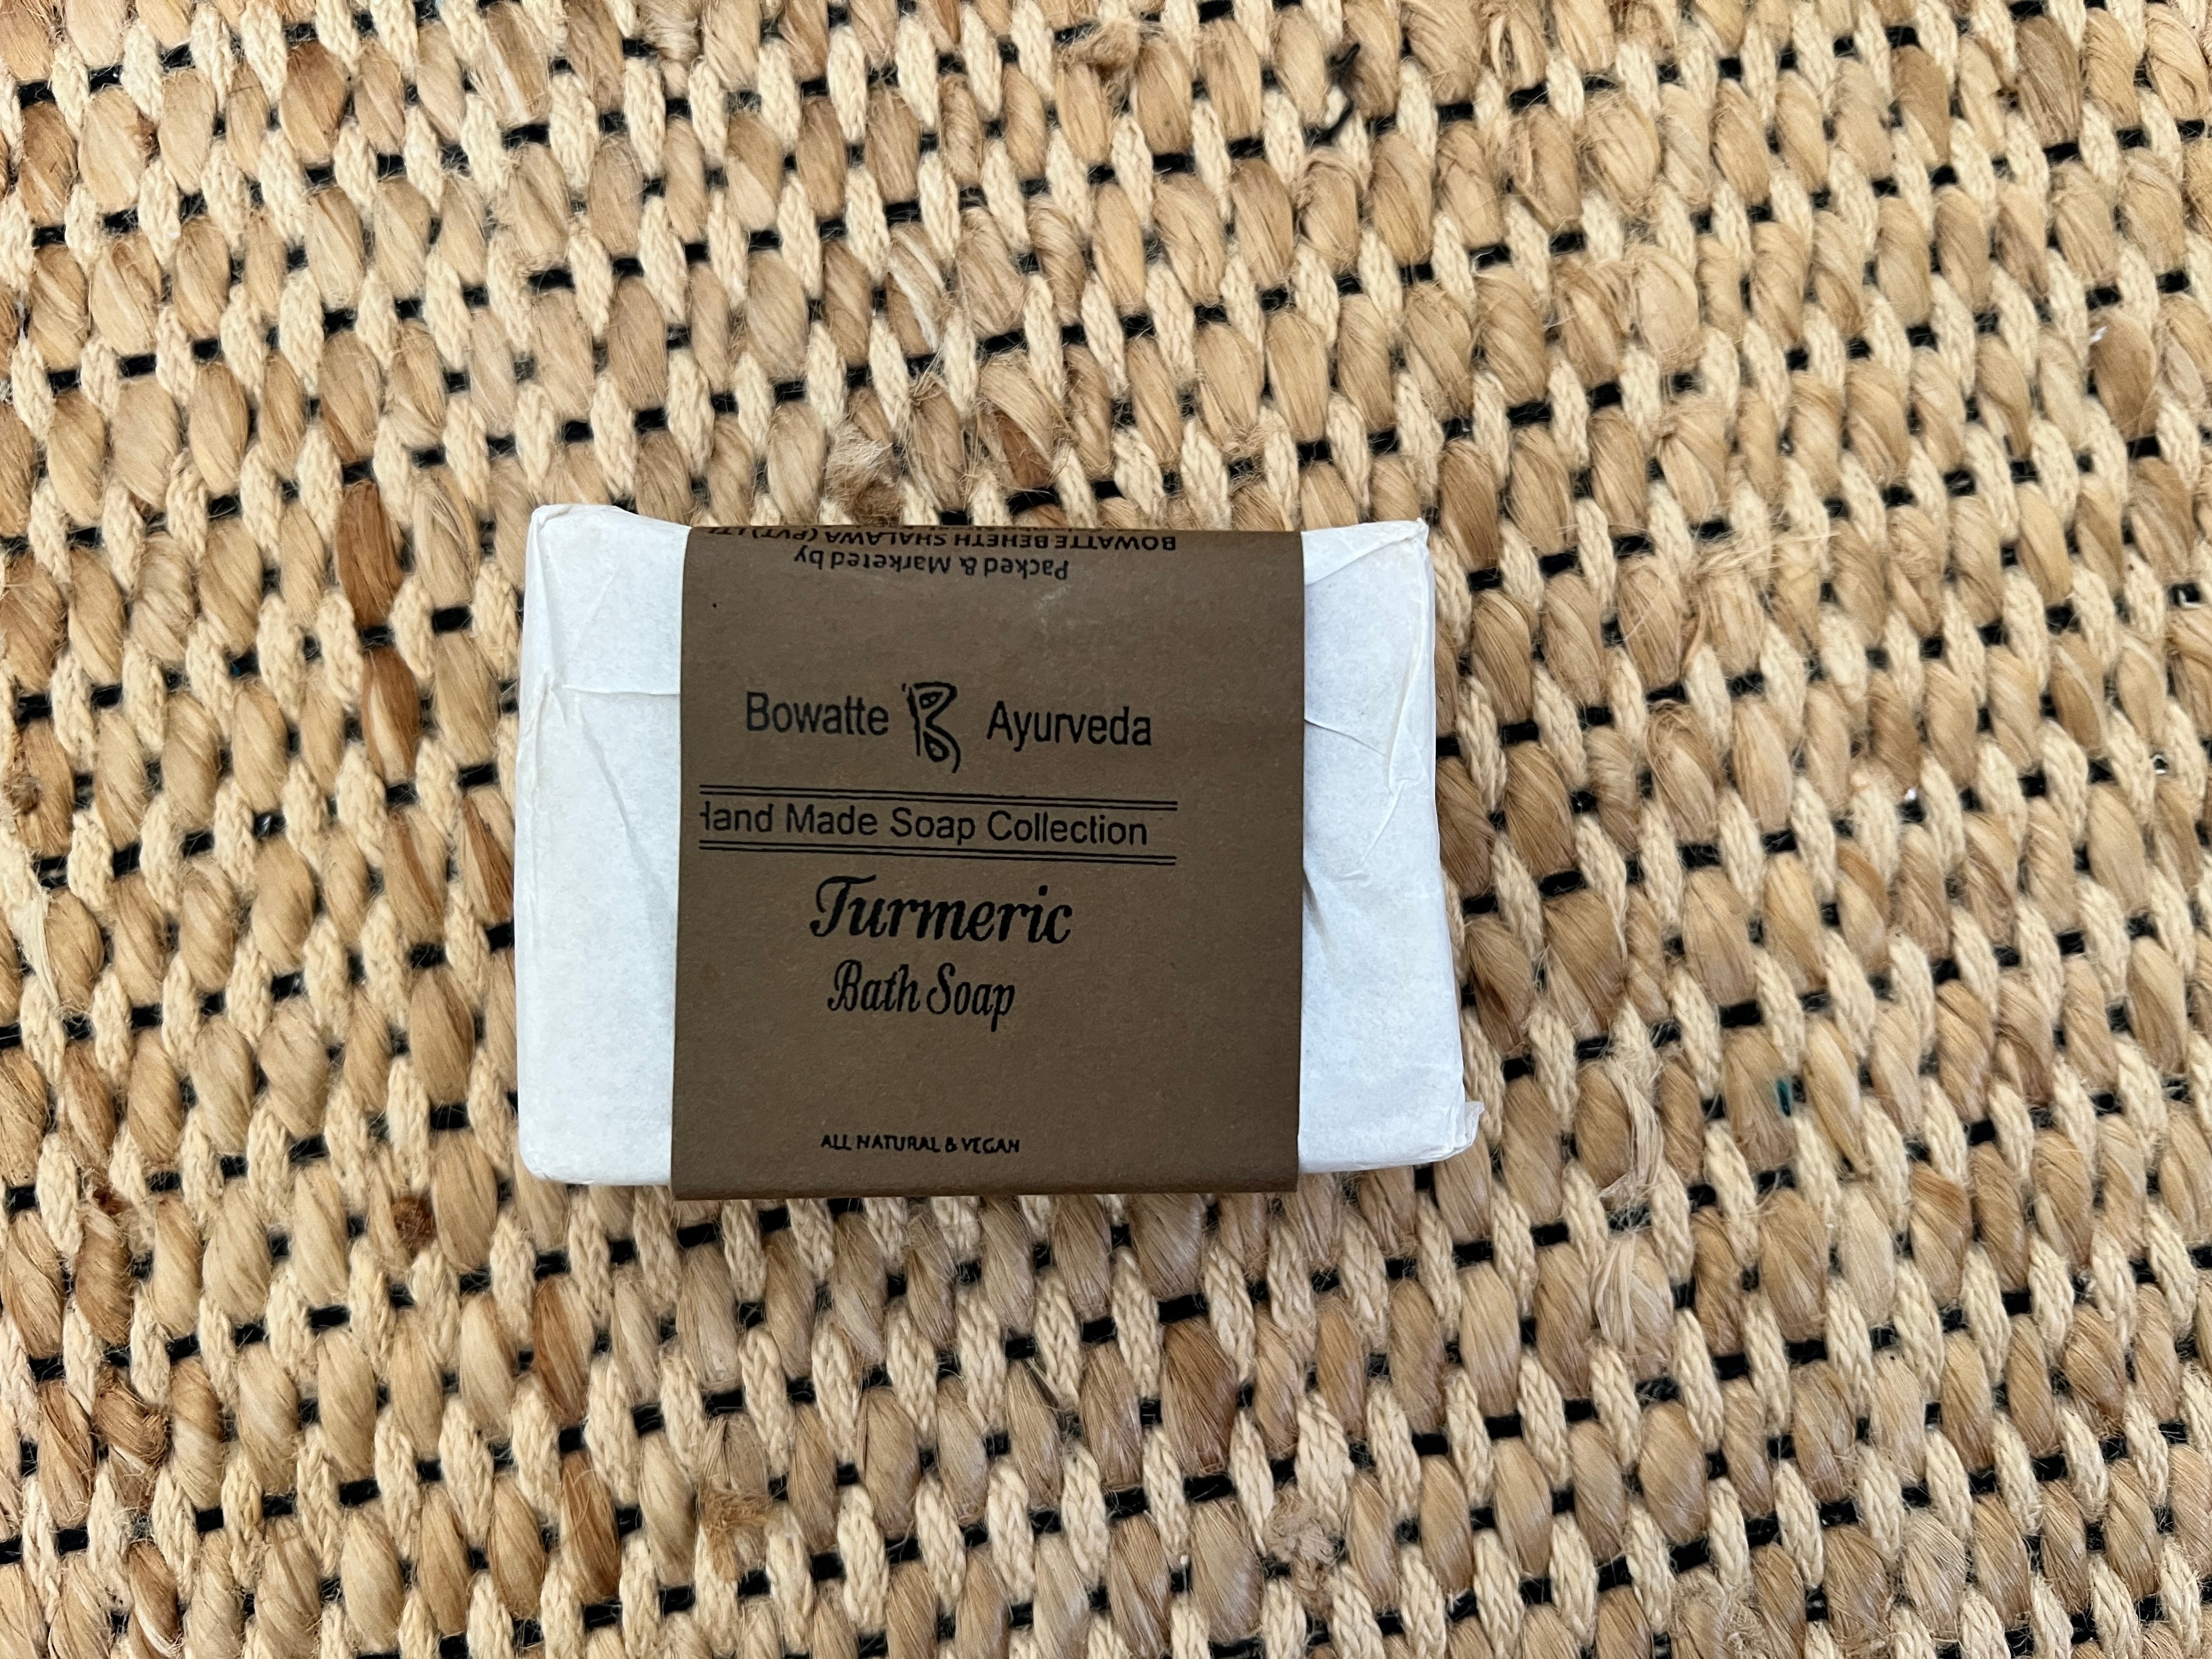 BOWATTE BEHETH SHALAWA (PVT) LT
Packed & Marketed by
Bowatte B Ayurveda
Hand Made Soap Collection
Turmeric
Bath Soap
ALL NATURAL & VEGAN